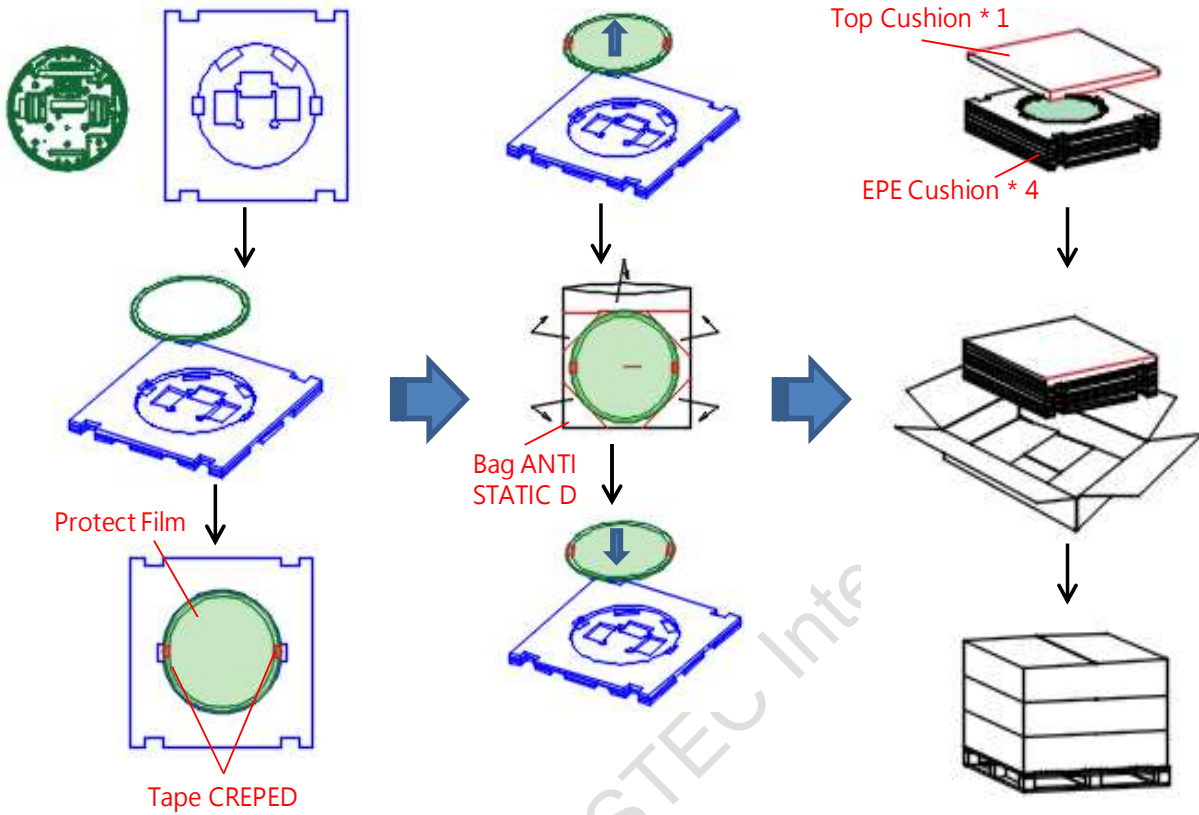 Top Cushion * 1
EPE Cushion * 4
Bag ANTI
STATIC D
Protect Film
Tape CREPED